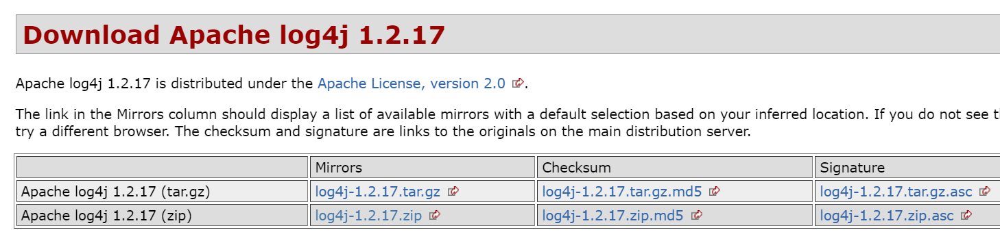 Download Apache log4j 1.2.17
Apache log4j 1.2.17 is distributed under the Apache License, version 2.0.
The link in the Mirrors column should display a list of available mirrors with a default selection based on your inferred location. If you do not see
try a different browser. The checksum and signature are links to the originals on the main distribution server.
Mirrors Checksum Signature
Apache log4j 1.2.17 (tar.gz) log4j-1.2.17.tar.gz log4j-1.2.17.tar.gz.md5 log4j-1.2.17.tar.gz.asc
Apache log4j 1.2.17 (zip) log4j-1.2.17.zip log4j-1.2.17.zip.md5 log4j-1.2.17.zip.asc